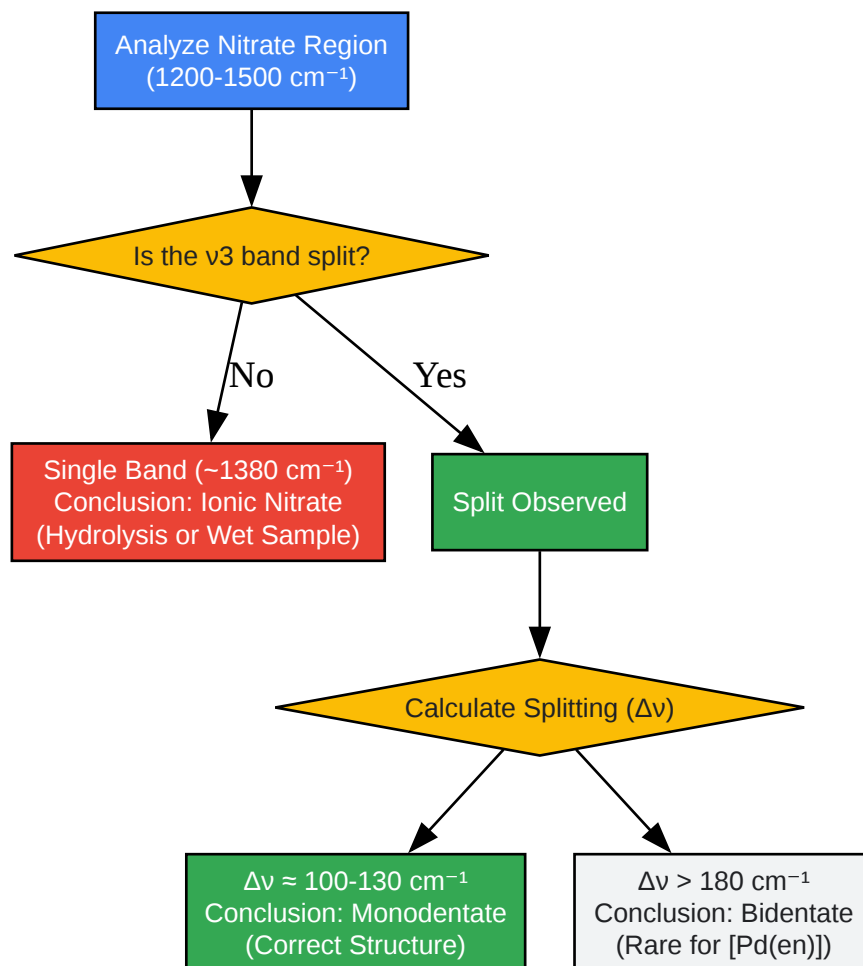 Analyze Nitrate Region
(1200-1500 cm⁻¹)
Is the ν3 band split?
No
Yes
Single Band (~1380 cm⁻¹)
Conclusion: Ionic Nitrate
(Hydrolysis or Wet Sample)
Split Observed
Calculate Splitting (Δν)
Δν ≈ 100-130 cm⁻¹
Conclusion: Monodentate
(Correct Structure)
Δν > 180 cm⁻¹
Conclusion: Bidentate
(Rare for [Pd(en)])